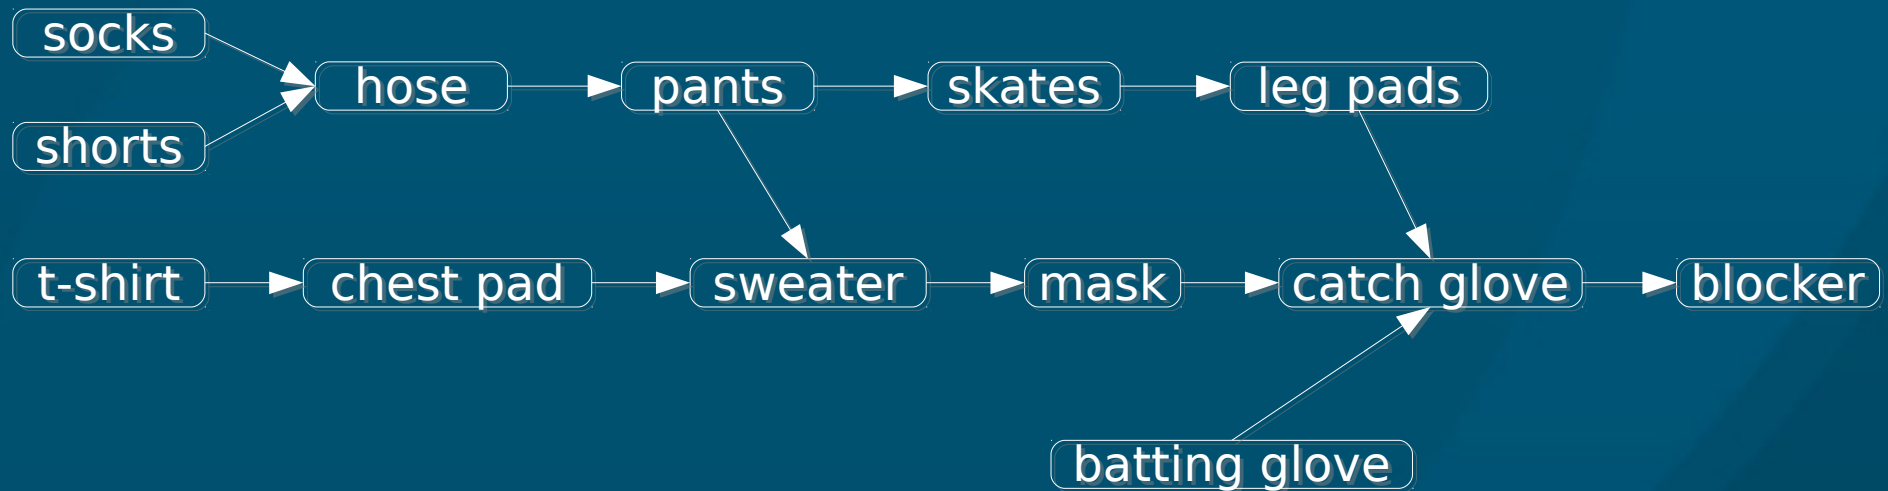 socks
hose
pants
skates
leg pads
shorts
t-shirt
chest pad
sweater
mask
catch glove
blocker
batting glove